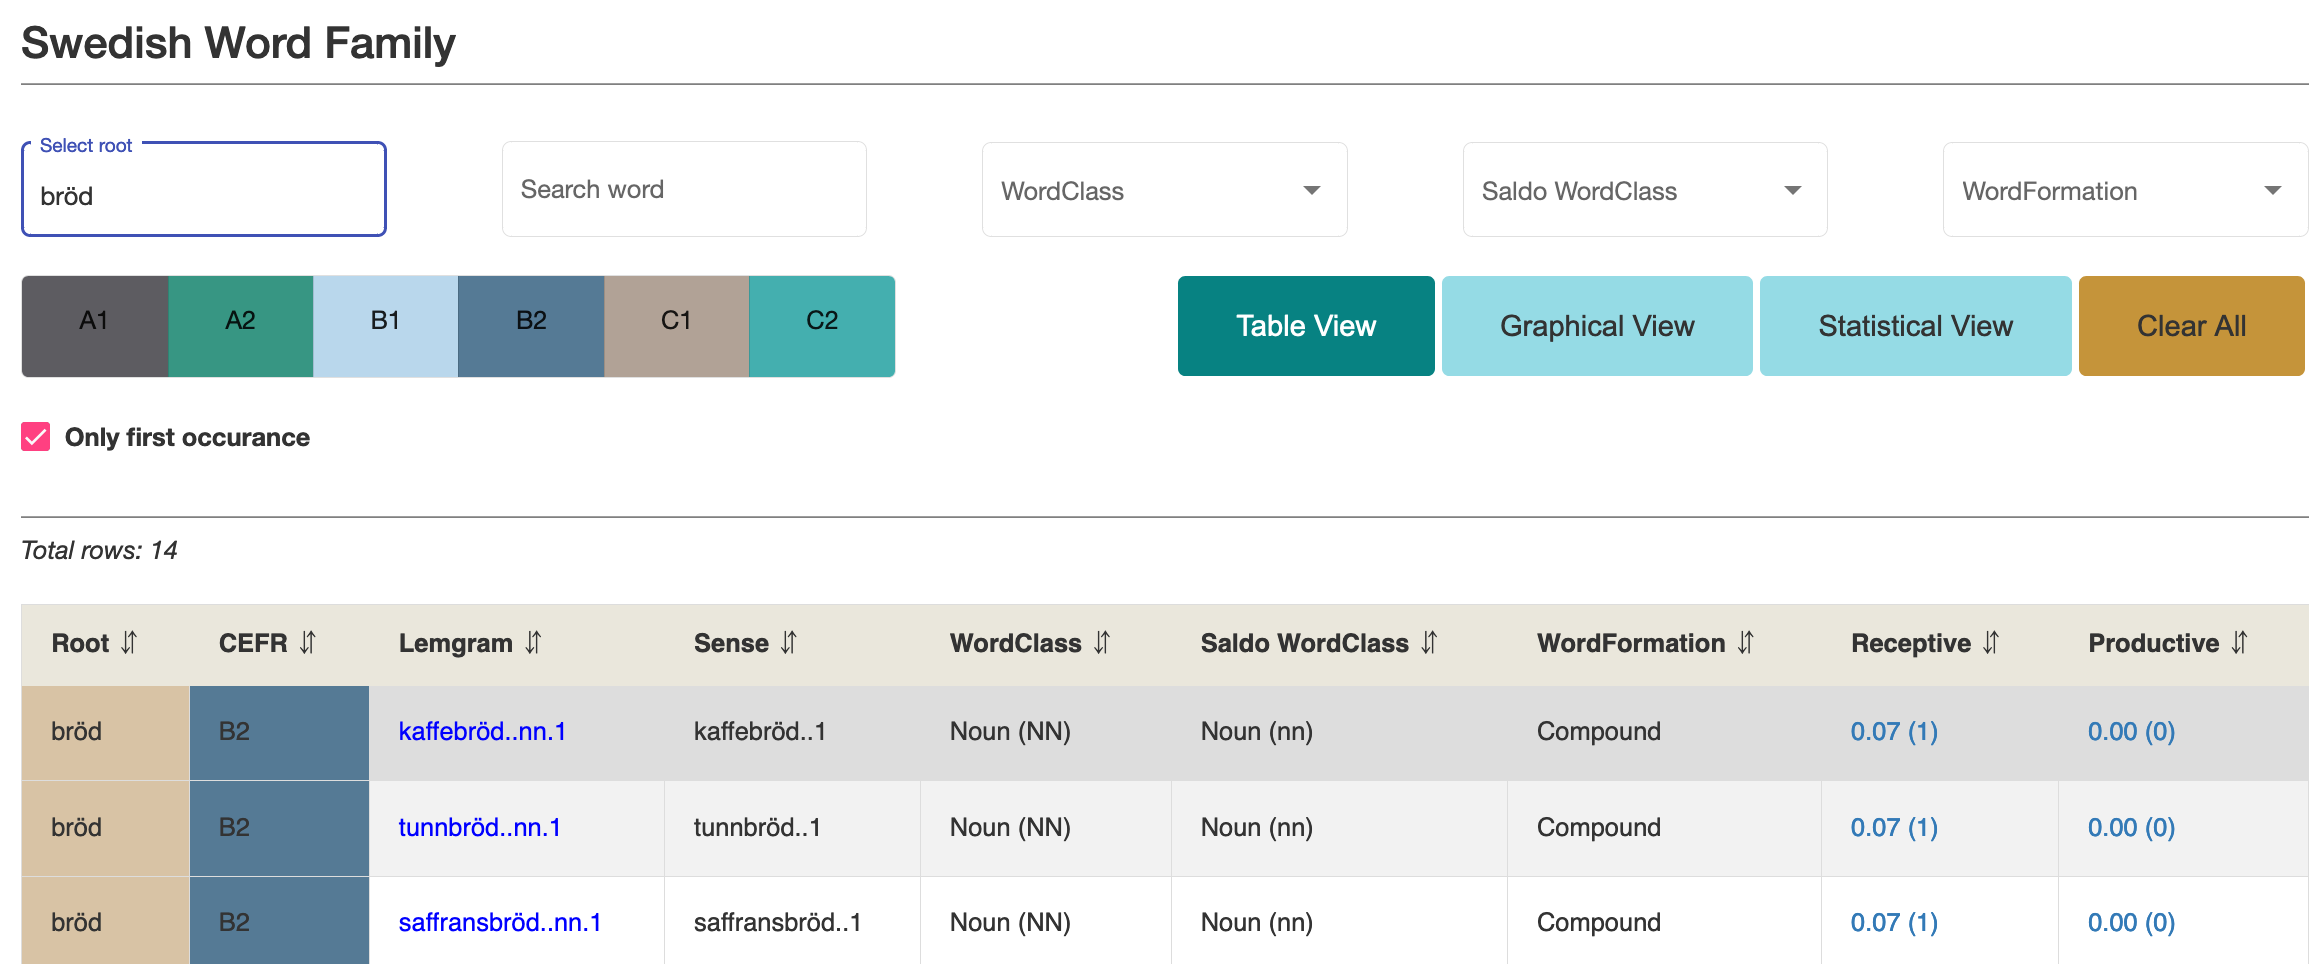 Swedish Word Family
Select root
bröd
Search word
WordClass
Saldo WordClass
WordFormation
A1 A2 B1 B2 C1 C2
Table View Graphical View Statistical View Clear All
Only first occurance
Total rows: 14
Root CEFR Lemgram Sense WordClass Saldo WordClass WordFormation Receptive Productive
bröd B2 kaffebröd..nn.1 kaffebröd..1 Noun (NN) Noun (nn) Compound 0.07 (1) 0.00 (0)
bröd B2 tunnbröd..nn.1 tunnbröd..1 Noun (NN) Noun (nn) Compound 0.07 (1) 0.00 (0)
bröd B2 saffransbröd..nn.1 saffransbröd..1 Noun (NN) Noun (nn) Compound 0.07 (1) 0.00 (0)